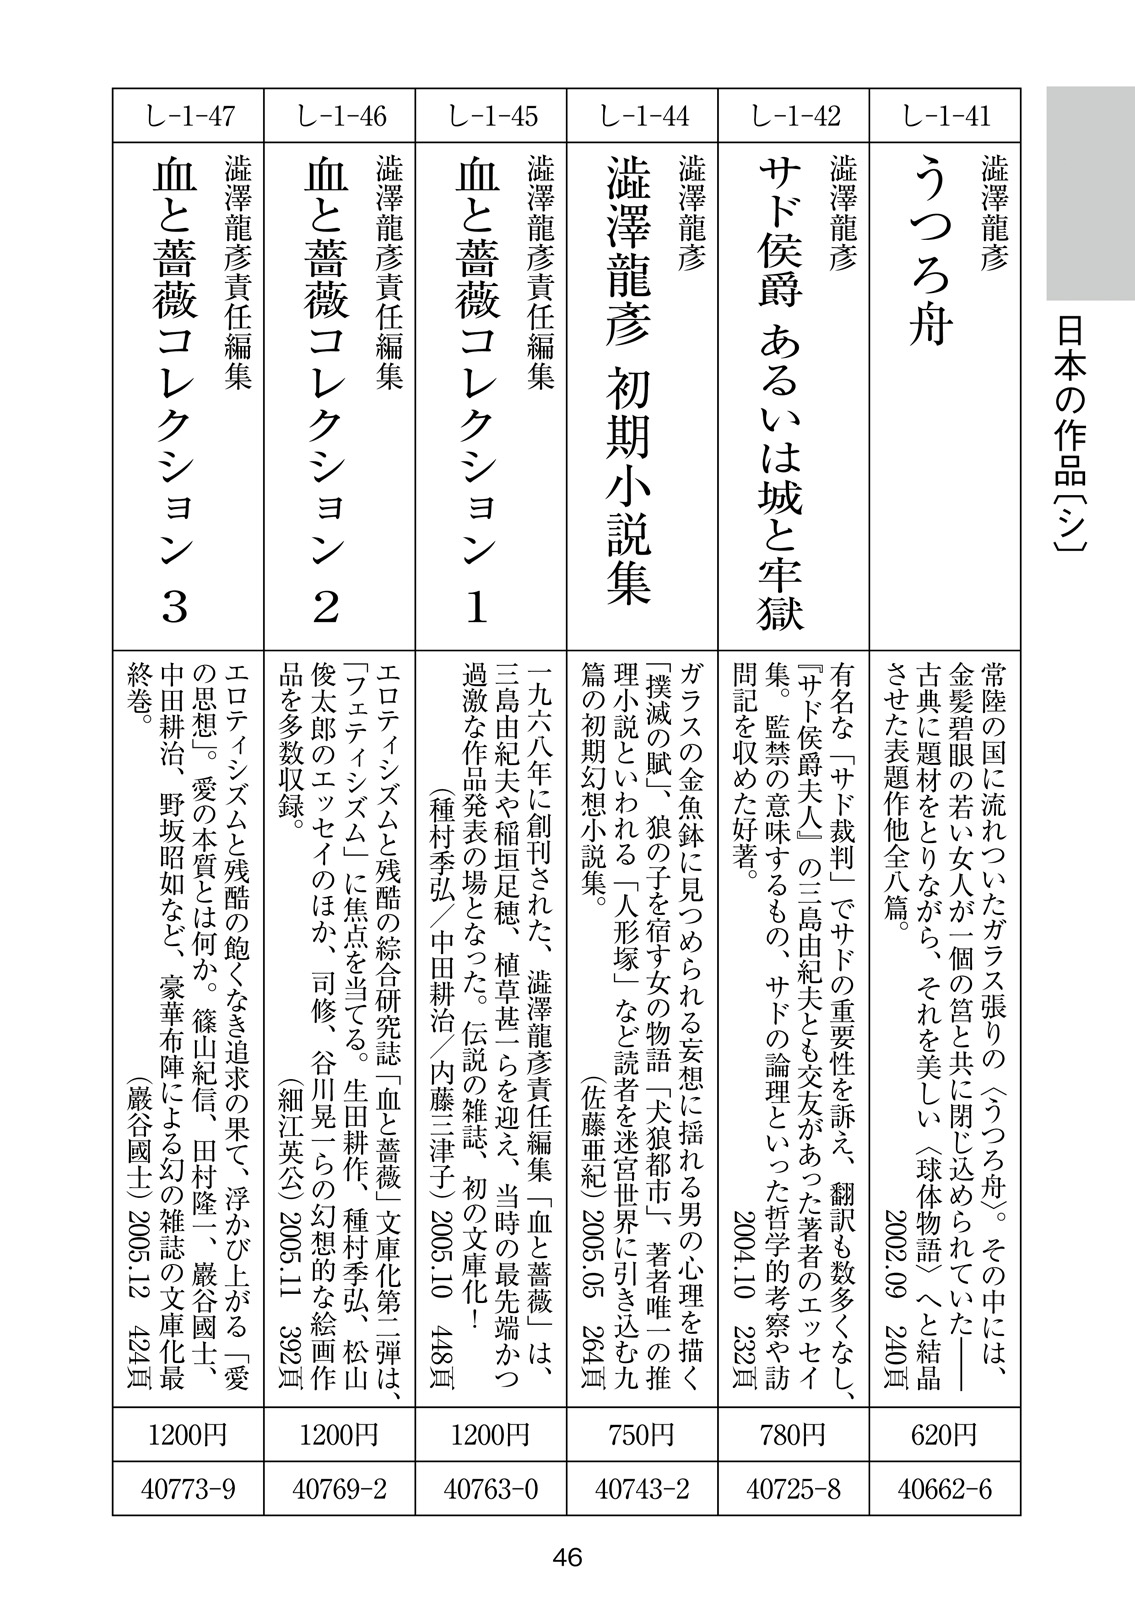 日本の作品〔シ〕
し-1-41
澁澤龍彥
うつろ舟
常陸の国に流れついたガラス張りの〈うつろ舟〉。その中には、
金髪碧眼の若い女人が一個の筥と共に閉じ込められていた――
古典に題材をとりながら、それを美しい〈球体物語〉へと結晶
させた表題作他全八篇。
2002.09 240頁
620円
40662-6
し-1-42
澁澤龍彥
サド侯爵 あるいは城と牢獄
有名な「サド裁判」でサドの重要性を訴え、翻訳も数多くなし、
『サド侯爵夫人』の三島由紀夫とも交友があった著者のエッセイ
集。監禁の意味するもの、サドの論理といった哲学的考察や訪
問記を収めた好著。
2004.10 232頁
780円
40725-8
し-1-44
澁澤龍彥
澁澤龍彥 初期小説集
ガラスの金魚鉢に見つめられる妄想に揺れる男の心理を描く
「撲滅の賦」、狼の子を宿す女の物語「犬狼都市」、著者唯一の推
理小説といわれる「人形塚」など読者を迷宮世界に引き込む九
篇の初期幻想小説集。
(佐藤亜紀) 2005.05 264頁
750円
40743-2
し-1-45
澁澤龍彥責任編集
血と薔薇コレクション 1
一九六八年に創刊された、澁澤龍彥責任編集「血と薔薇」は、
三島由紀夫や稲垣足穂、植草甚一らを迎え、当時の最先端かつ
過激な作品発表の場となった。伝説の雑誌、初の文庫化！
(種村季弘／中田耕治／内藤三津子) 2005.10 448頁
1200円
40763-0
し-1-46
澁澤龍彥責任編集
血と薔薇コレクション 2
エロティシズムと残酷の綜合研究誌「血と薔薇」文庫化第二弾は、
「フェティシズム」に焦点を当てる。生田耕作、種村季弘、松山
俊太郎のエッセイのほか、司修、谷川晃一らの幻想的な絵画作
品を多数収録。
(細江英公) 2005.11 392頁
1200円
40769-2
し-1-47
澁澤龍彥責任編集
血と薔薇コレクション 3
エロティシズムと残酷の飽くなき追求の果て、浮かび上がる「愛
の思想」。愛の本質とは何か。篠山紀信、田村隆一、巖谷國士、
中田耕治、野坂昭如など、豪華布陣による幻の雑誌の文庫化最
終巻。
(巖谷國士) 2005.12 424頁
1200円
40773-9
46